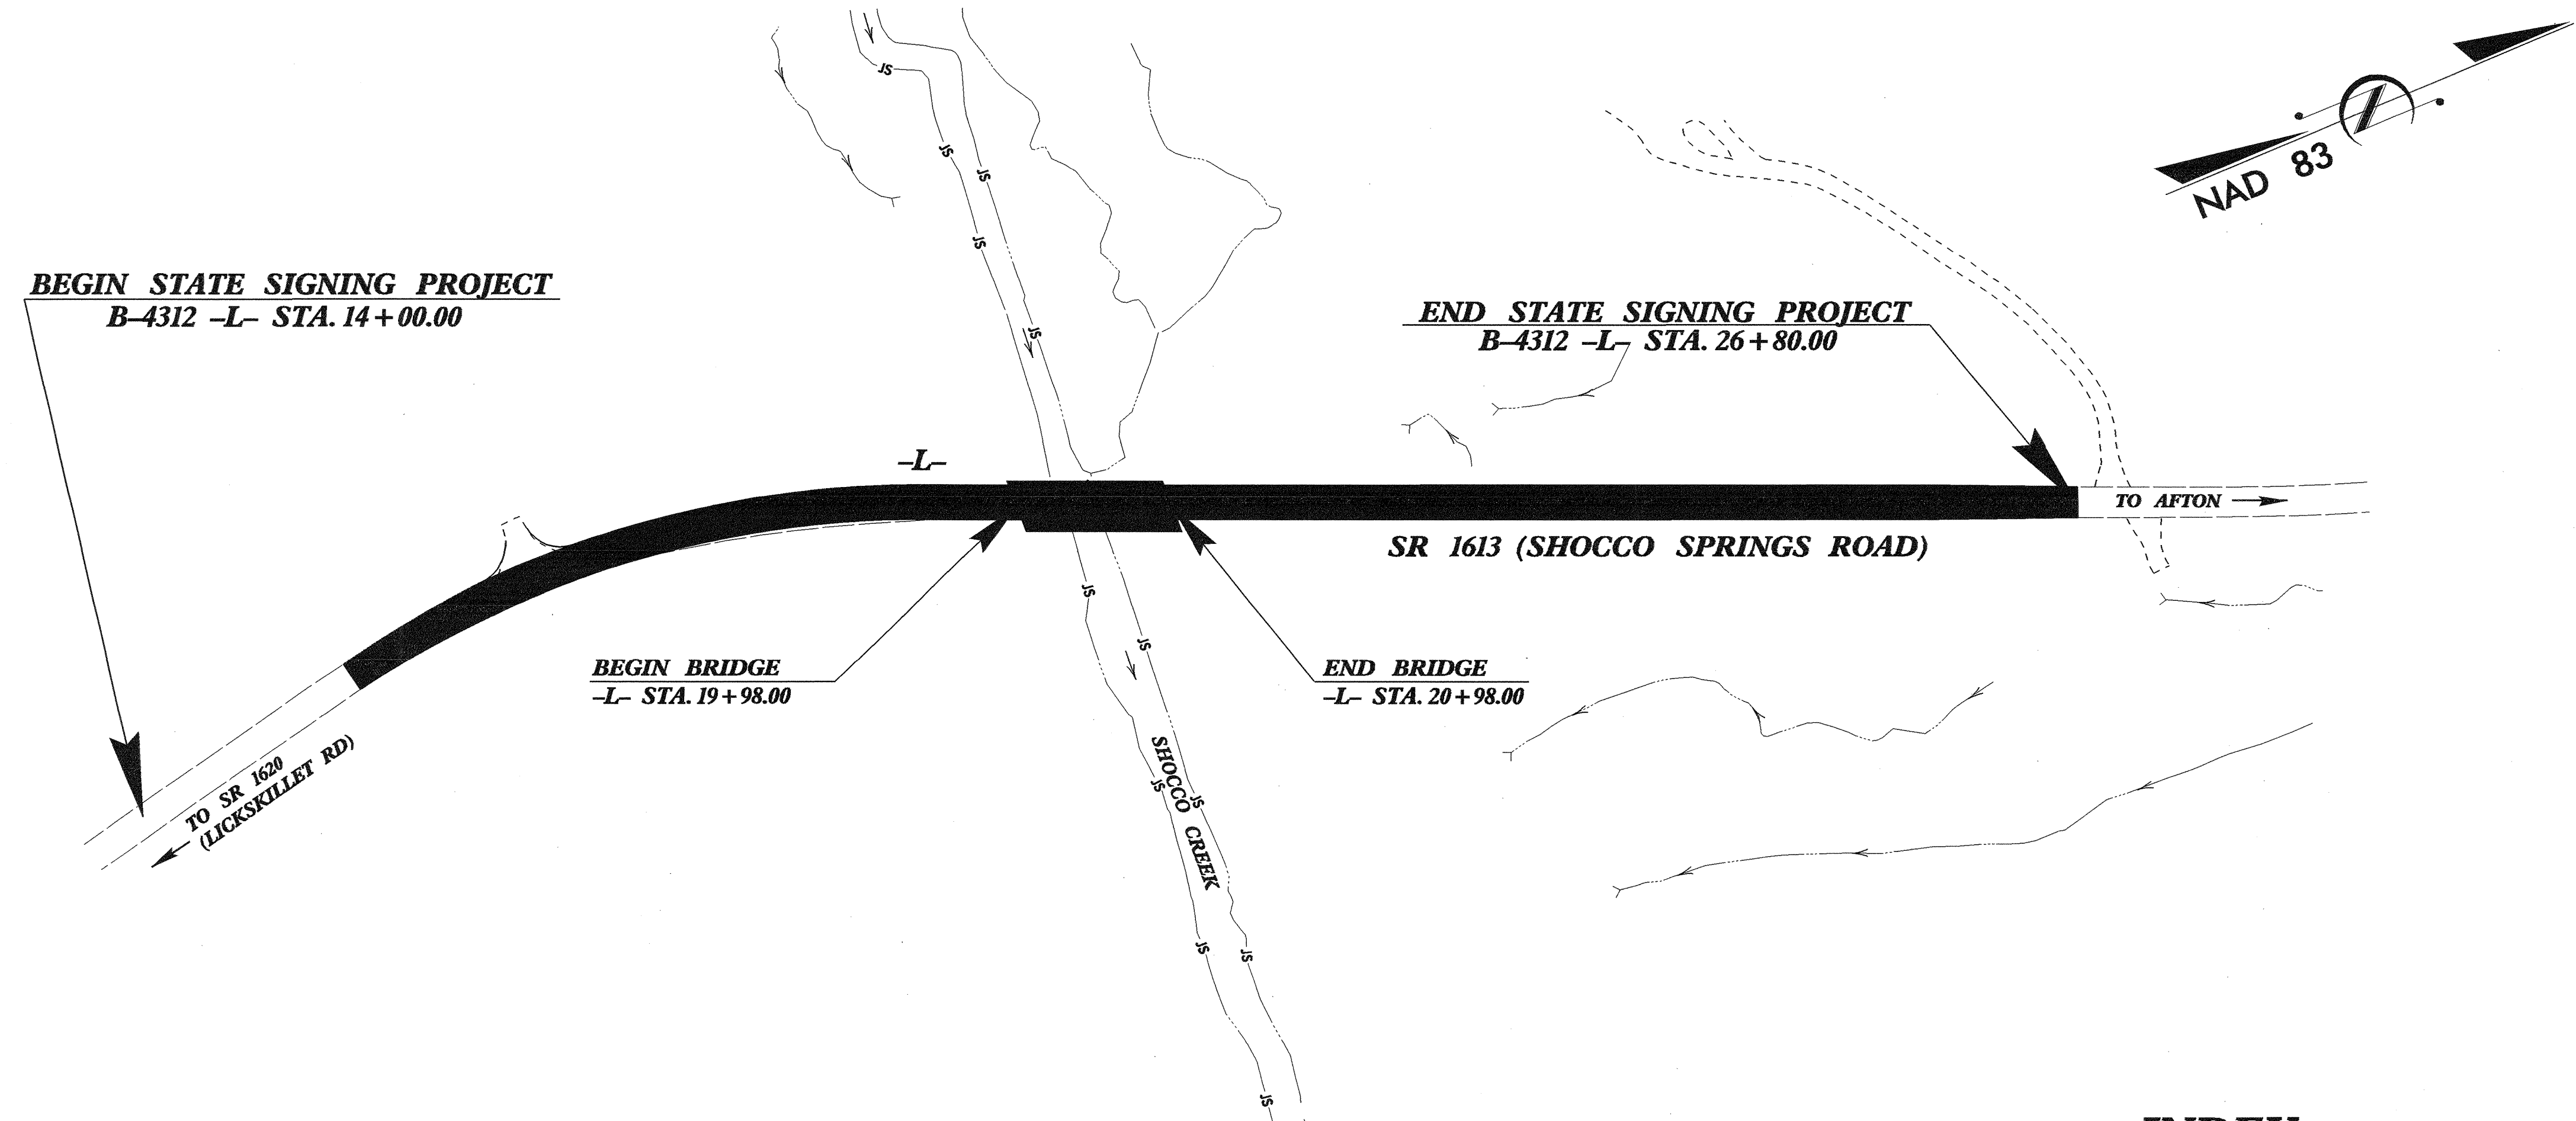 NAD 83
BEGIN STATE SIGNING PROJECT
B-4312 -L- STA. 14+00.00
END STATE SIGNING PROJECT
B-4312 -L- STA. 26+80.00
-L-
TO AFTON
SR 1613 (SHOCCO SPRINGS ROAD)
BEGIN BRIDGE
-L- STA. 19+98.00
END BRIDGE
-L- STA. 20+98.00
TO SR 1620
(LICKSKILLET RD)
SHOCCO CREEK
JS
JS
JS
JS
JS
JS
JS
JS
JS
JS
JS
JS